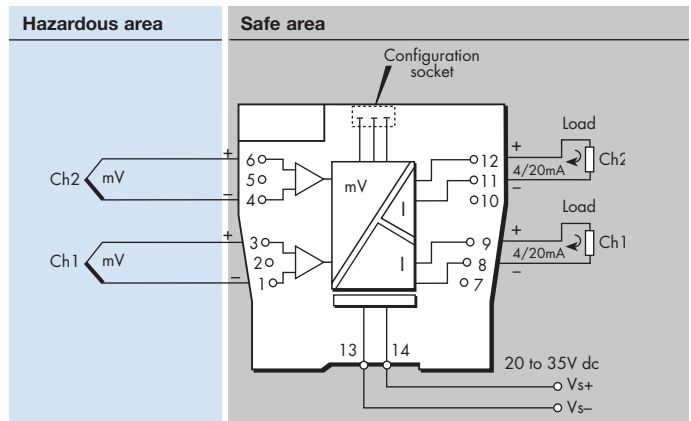 Hazardous area
Safe area
Configuration
socket
Load
+
6
12
+
Ch2
mV
5
mV
I
11
4/20mA
Ch2
–
4
10
–
Load
+
3
9
+
Ch1
mV
2
I
8
4/20mA
Ch1
–
1
7
–
13
14
20 to 35V dc
Vs+
Vs–